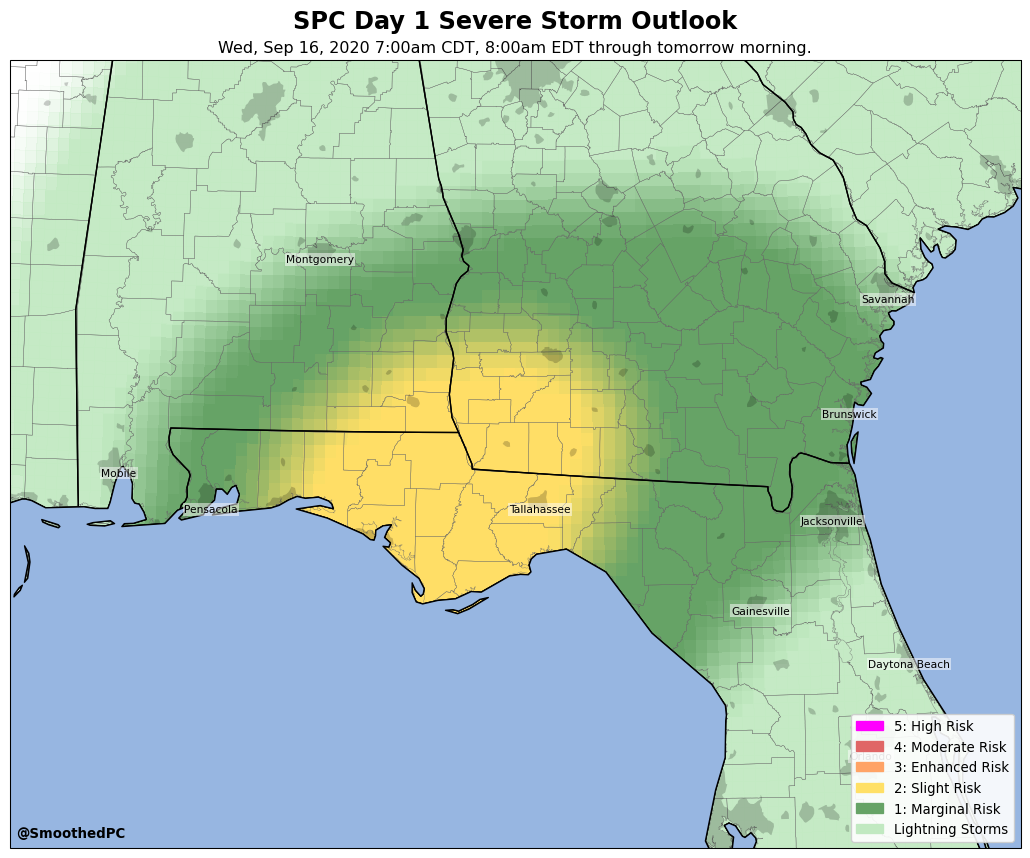 SPC Day 1 Severe Storm Outlook
Wed, Sep 16, 2020 7:00am CDT, 8:00am EDT through tomorrow morning.
Montgomery
Savannah
Brunswick
Mobile
Pensacola
Tallahassee
Jacksonville
Gainesville
Daytona Beach
Orlando
5: High Risk
4: Moderate Risk
3: Enhanced Risk
2: Slight Risk
1: Marginal Risk
Lightning Storms
@SmoothedPC